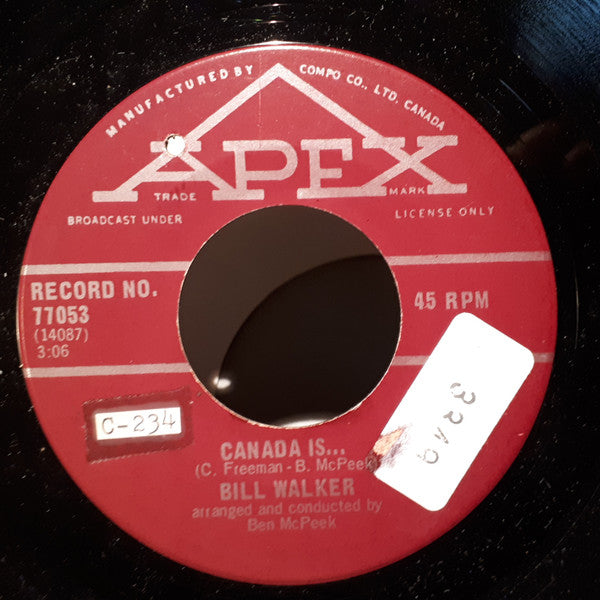 MANUFACTURED BY COMPO CO., LTD. CANADA
APEX
TRADE MARK
BROADCAST UNDER LICENSE ONLY
RECORD NO.
77053
(14087)
3:06
45 RPM
C-234
3249
CANADA IS...
(C. Freeman - B. McPeek
BILL WALKER
arranged and conducted by
Ben McPeek